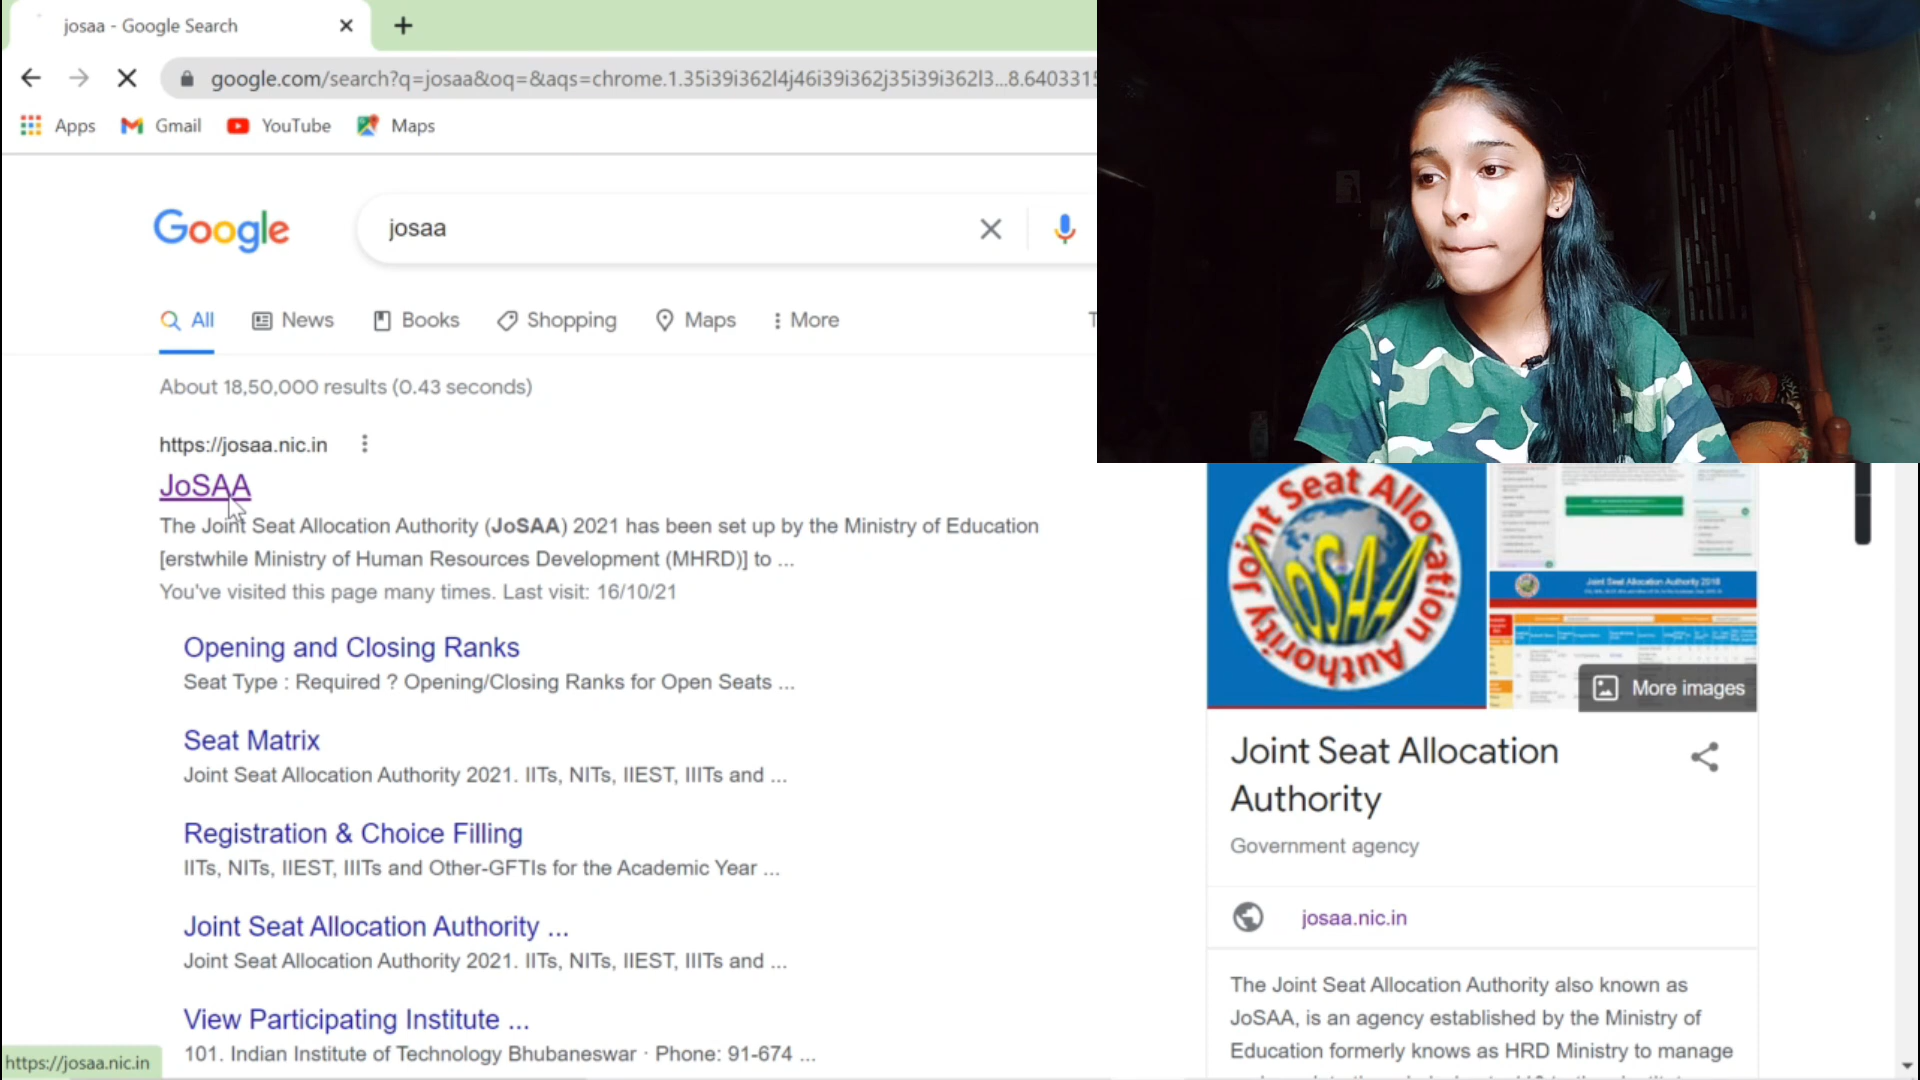 josaa - Google Search
google.com/search?q=josaa&oq=&aqs=chrome.1.35i39i362l4j46i39i362j35i39i362l3...8.6403315
Apps Gmail YouTube Maps
Google
josaa
All News Books Shopping Maps More
About 18,50,000 results (0.43 seconds)
https://josaa.nic.in
JoSAA
The Joint Seat Allocation Authority (JoSAA) 2021 has been set up by the Ministry of Education
[erstwhile Ministry of Human Resources Development (MHRD)] to ...
You've visited this page many times. Last visit: 16/10/21
Opening and Closing Ranks
Seat Type : Required ? Opening/Closing Ranks for Open Seats ...
Seat Matrix
Joint Seat Allocation Authority 2021. IITs, NITs, IIEST, IIITs and ...
Registration & Choice Filling
IITs, NITs, IIEST, IIITs and Other-GFTIs for the Academic Year ...
Joint Seat Allocation Authority ...
Joint Seat Allocation Authority 2021. IITs, NITs, IIEST, IIITs and ...
View Participating Institute ...
101. Indian Institute of Technology Bhubaneswar · Phone: 91-674 ...
https://josaa.nic.in
Joint Seat Allocation Authority
JoSAA
Joint Seat Allocation Authority 2018
More images
Joint Seat Allocation
Authority
Government agency
josaa.nic.in
The Joint Seat Allocation Authority also known as
JoSAA, is an agency established by the Ministry of
Education formerly knows as HRD Ministry to manage